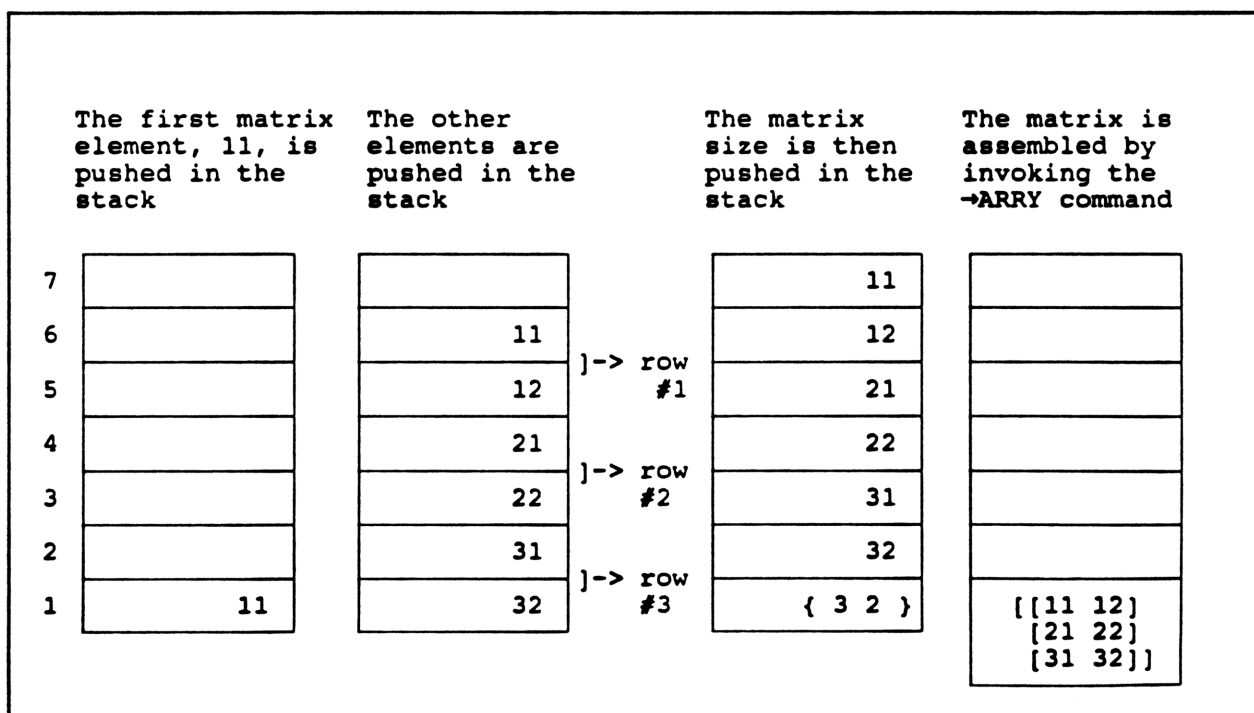 The first matrix
element, 11, is
pushed in the
stack
The other
elements are
pushed in the
stack
The matrix
size is then
pushed in the
stack
The matrix is
assembled by
invoking the
→ARRY command
7 11
6 11 12
]-> row
5 12 #1 21
4 21 22
]-> row
3 22 #2 31
2 31 32
]-> row
1 11 32 #3 { 3 2 } [[11 12]
[21 22]
[31 32]]